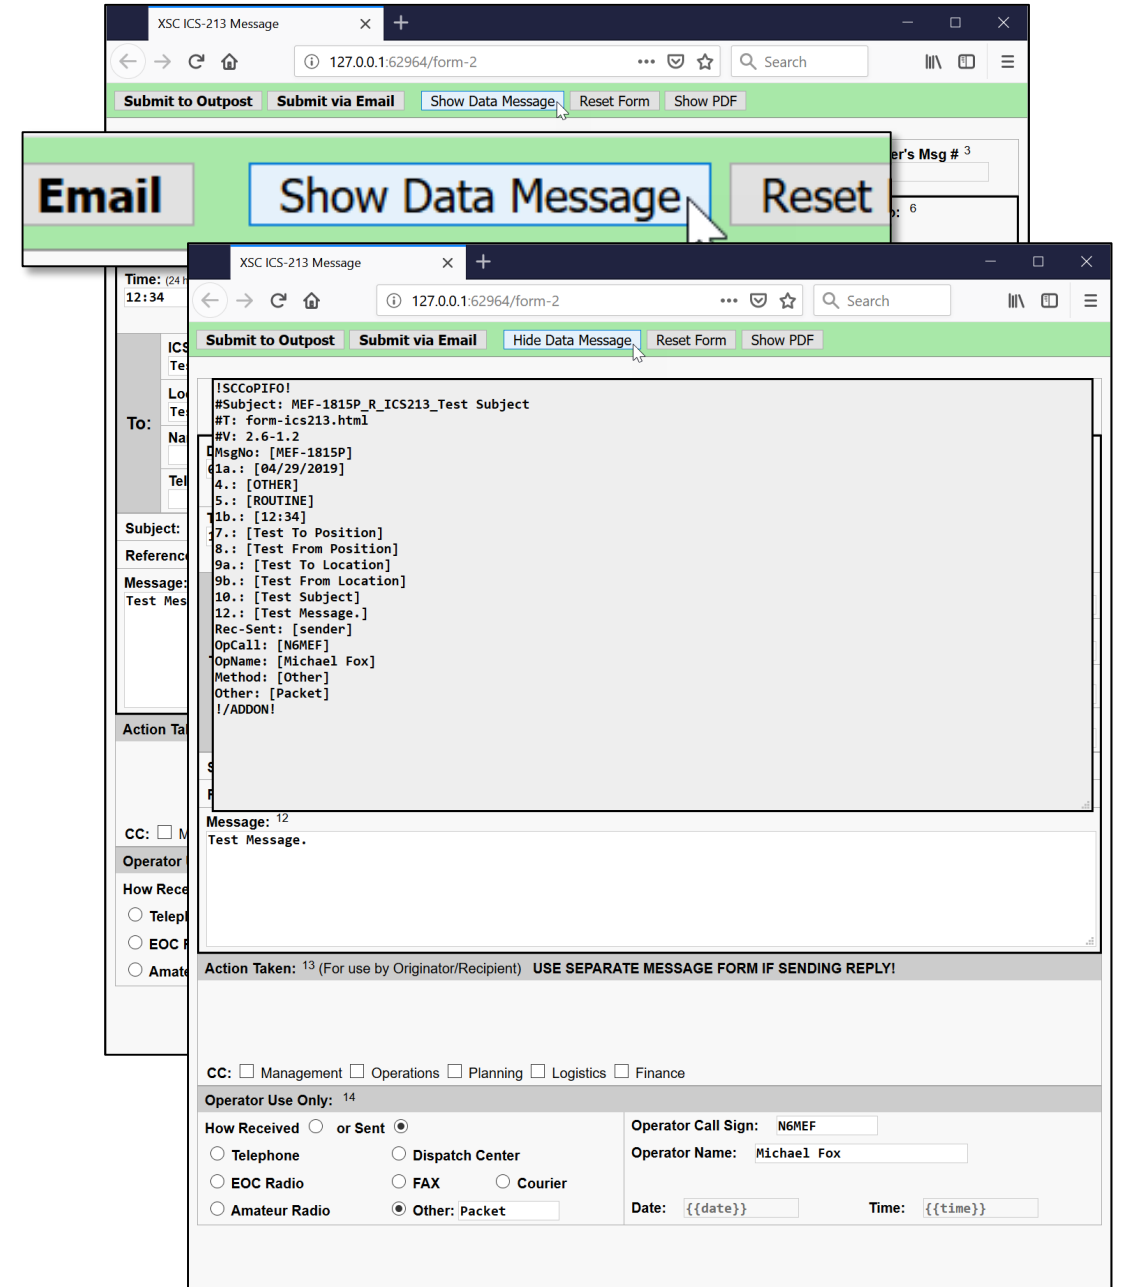 XSC ICS-213 Message
127.0.0.1:62964/form-2
Search
Submit to Outpost Submit via Email Show Data Message Reset Form Show PDF
er's Msg # 3
Email Show Data Message Reset
6
Time: (24 h
12:34
ICS
Te
Lo
Te
To:
Na
Tel
Subject:
Reference
Message:
Test Mes
Action Ta
CC: M
Operator
How Rece
Telep
EOC
Amate
XSC ICS-213 Message
127.0.0.1:62964/form-2
Search
Submit to Outpost Submit via Email Hide Data Message Reset Form Show PDF
!SCCoPIFO!
#Subject: MEF-1815P_R_ICS213_Test Subject
#T: form-ics213.html
#V: 2.6-1.2
MsgNo: [MEF-1815P]
1a.: [04/29/2019]
4.: [OTHER]
5.: [ROUTINE]
1b.: [12:34]
7.: [Test To Position]
8.: [Test From Position]
9a.: [Test To Location]
9b.: [Test From Location]
10.: [Test Subject]
12.: [Test Message.]
Rec-Sent: [sender]
OpCall: [N6MEF]
OpName: [Michael Fox]
Method: [Other]
Other: [Packet]
!/ADDON!
Message: 12
Test Message.
Action Taken: 13 (For use by Originator/Recipient) USE SEPARATE MESSAGE FORM IF SENDING REPLY!
CC: Management Operations Planning Logistics Finance
Operator Use Only: 14
How Received or Sent
Operator Call Sign: N6MEF
Telephone Dispatch Center
Operator Name: Michael Fox
EOC Radio FAX Courier
Amateur Radio Other: Packet
Date: {{date}} Time: {{time}}